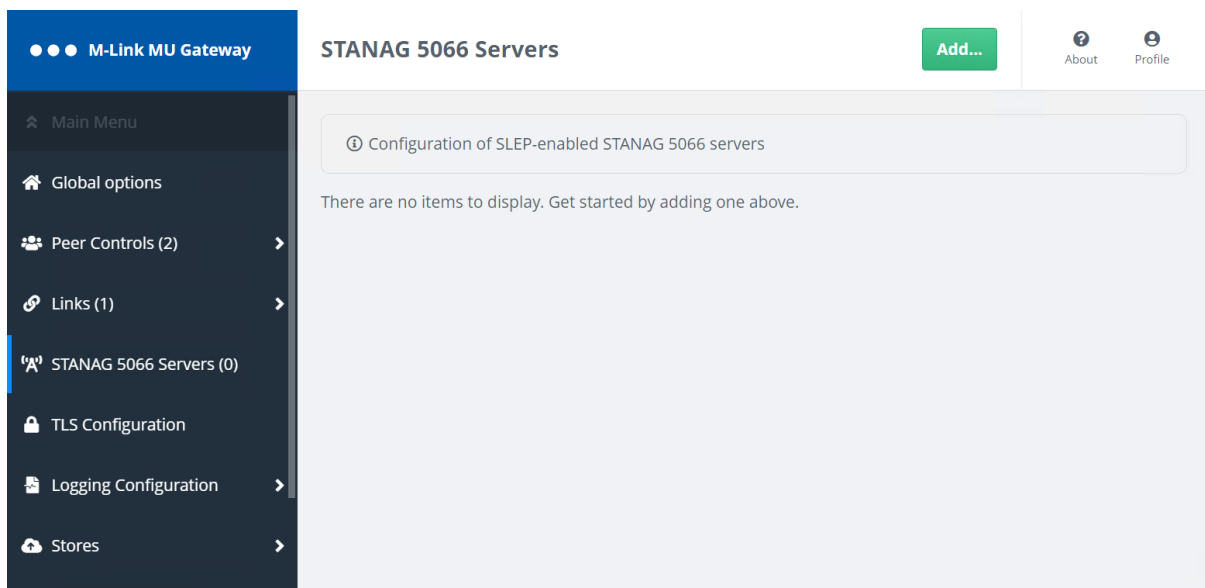 M-Link MU Gateway
STANAG 5066 Servers
Add...
About
Profile
Main Menu
Global options
Peer Controls (2)
Links (1)
STANAG 5066 Servers (0)
TLS Configuration
Logging Configuration
Stores
Configuration of SLEP-enabled STANAG 5066 servers
There are no items to display. Get started by adding one above.